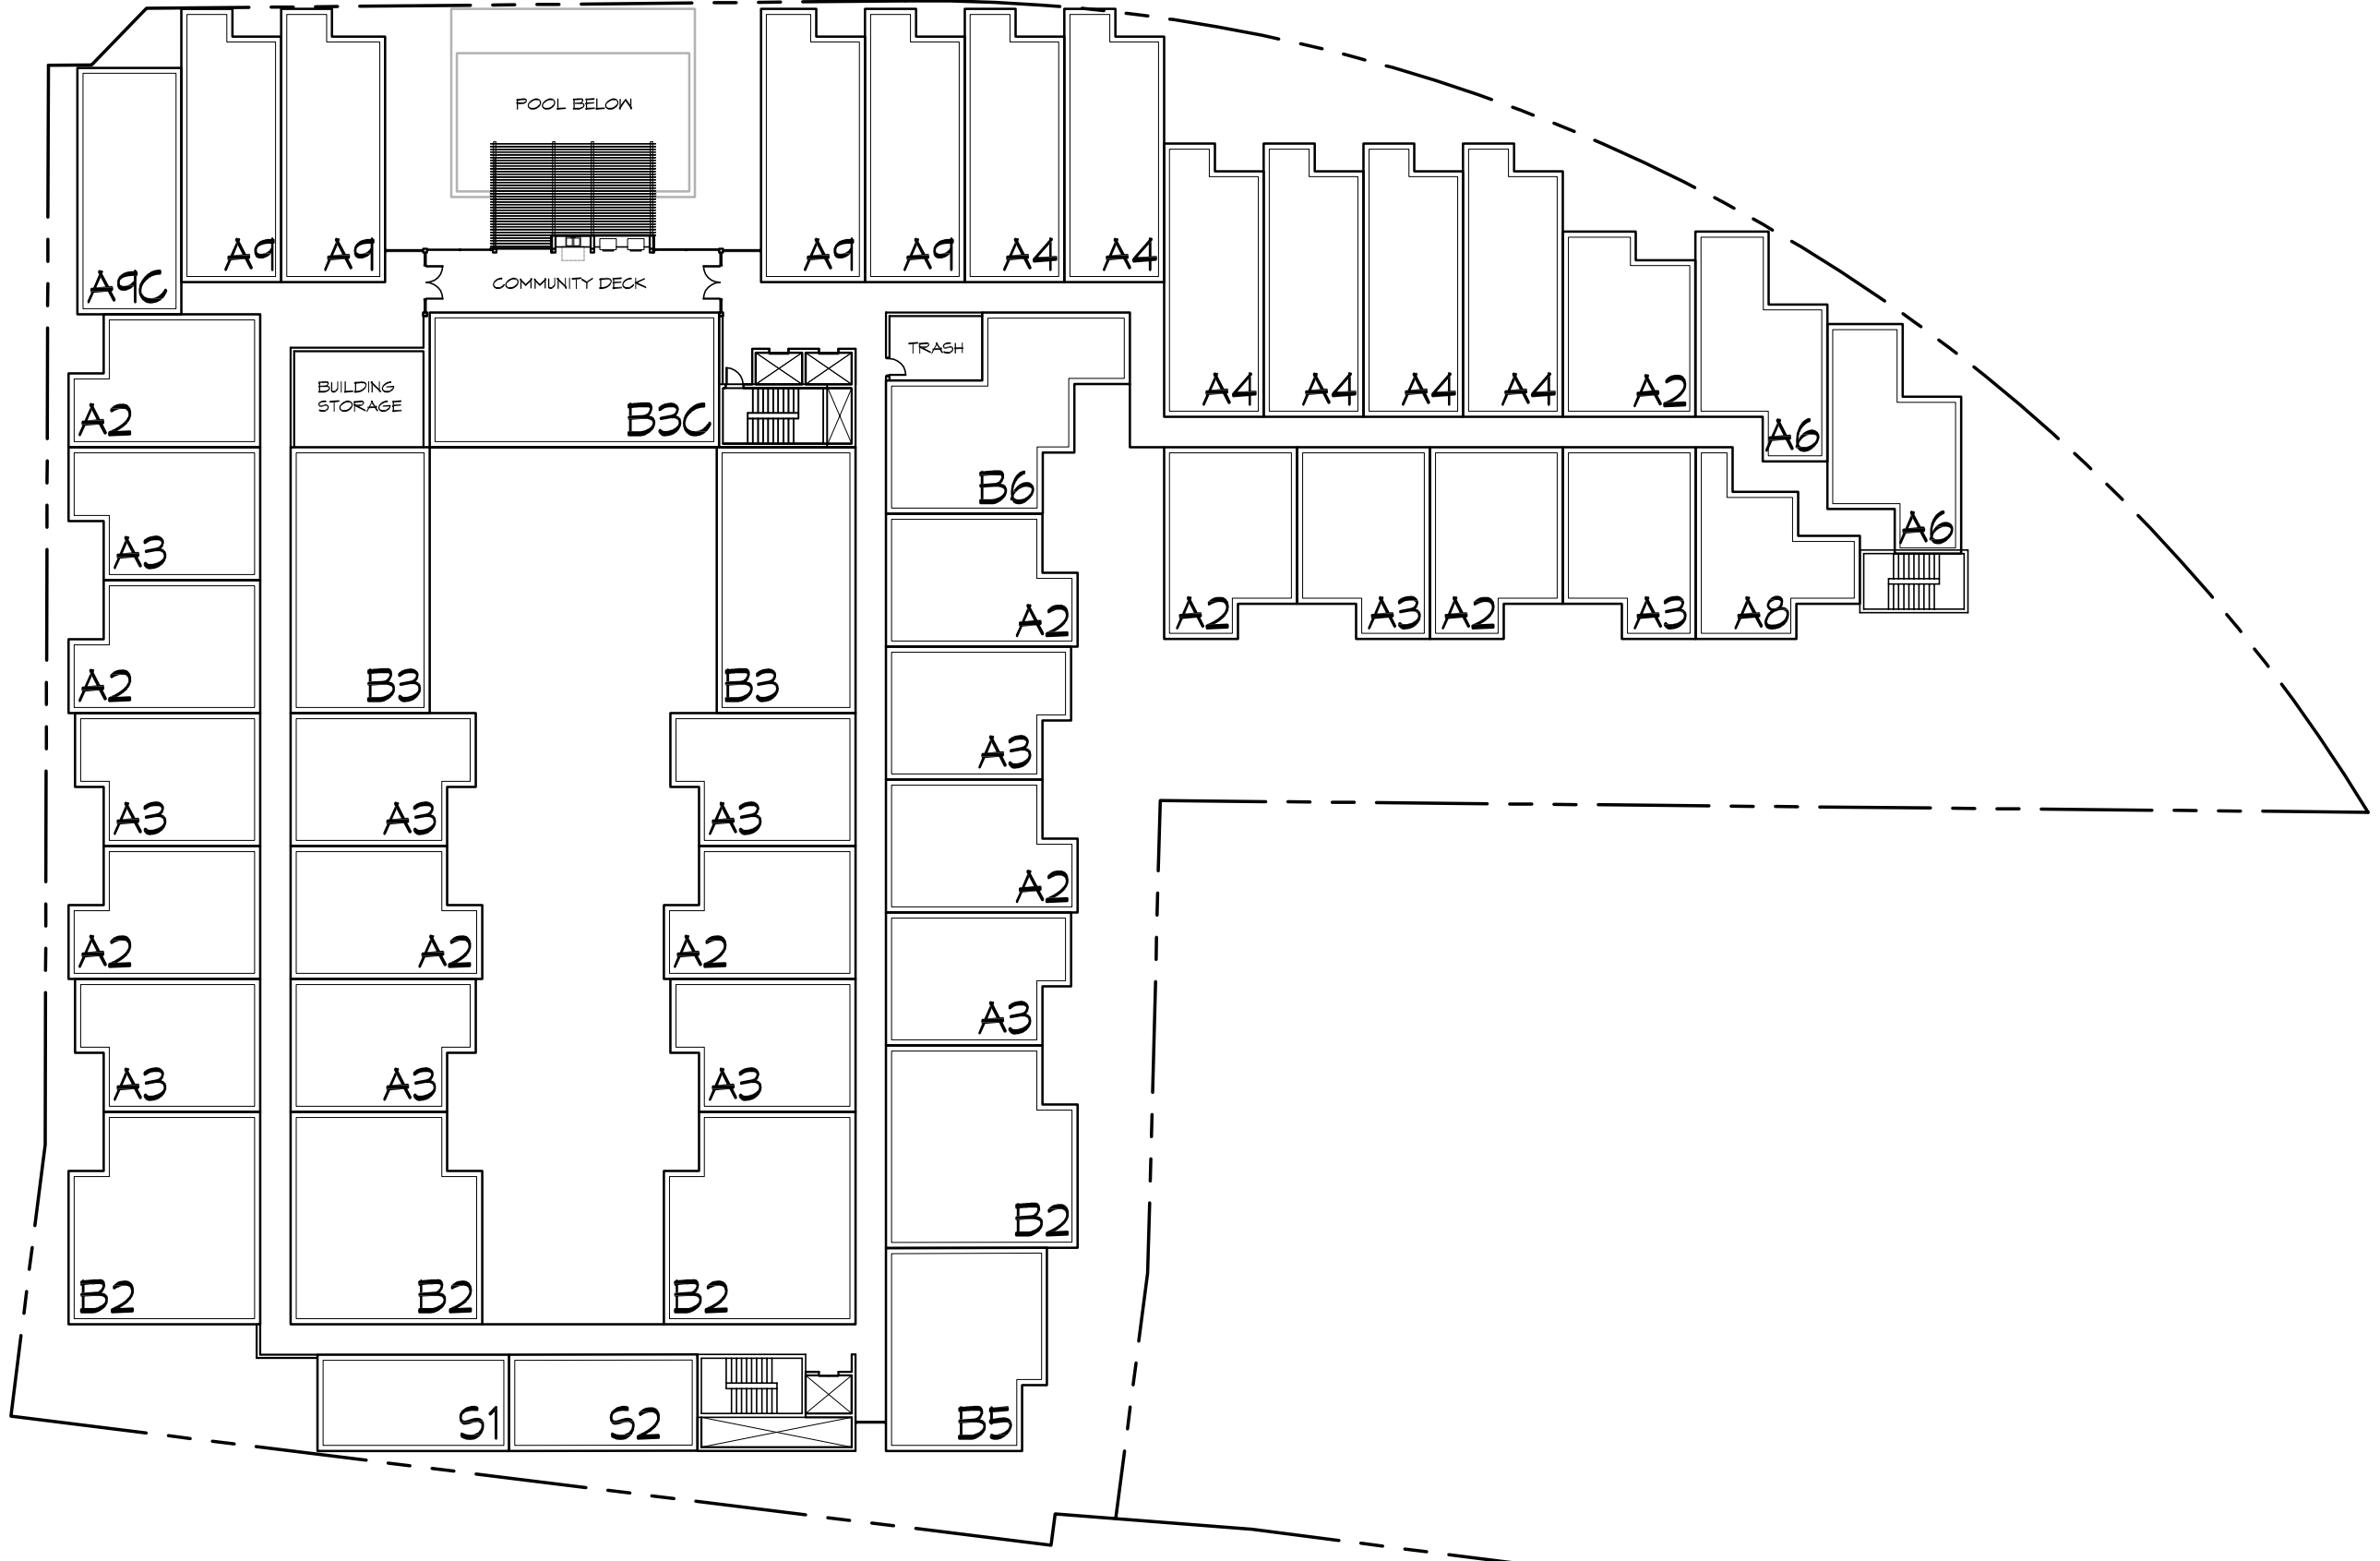 POOL BELOW
A9
A9
A9
A9
A4
A4
A9C
COMMUNITY DECK
TRASH
BUILDING
STORAGE
A4
A4
A4
A4
A2
A2
B3C
A6
B6
A6
A3
A2
A3
A2
A3
A8
A2
A2
B3
B3
A3
A3
A3
A3
A2
A2
A2
A2
A3
A3
A3
A3
B2
B2
B2
B2
S1
S2
B5